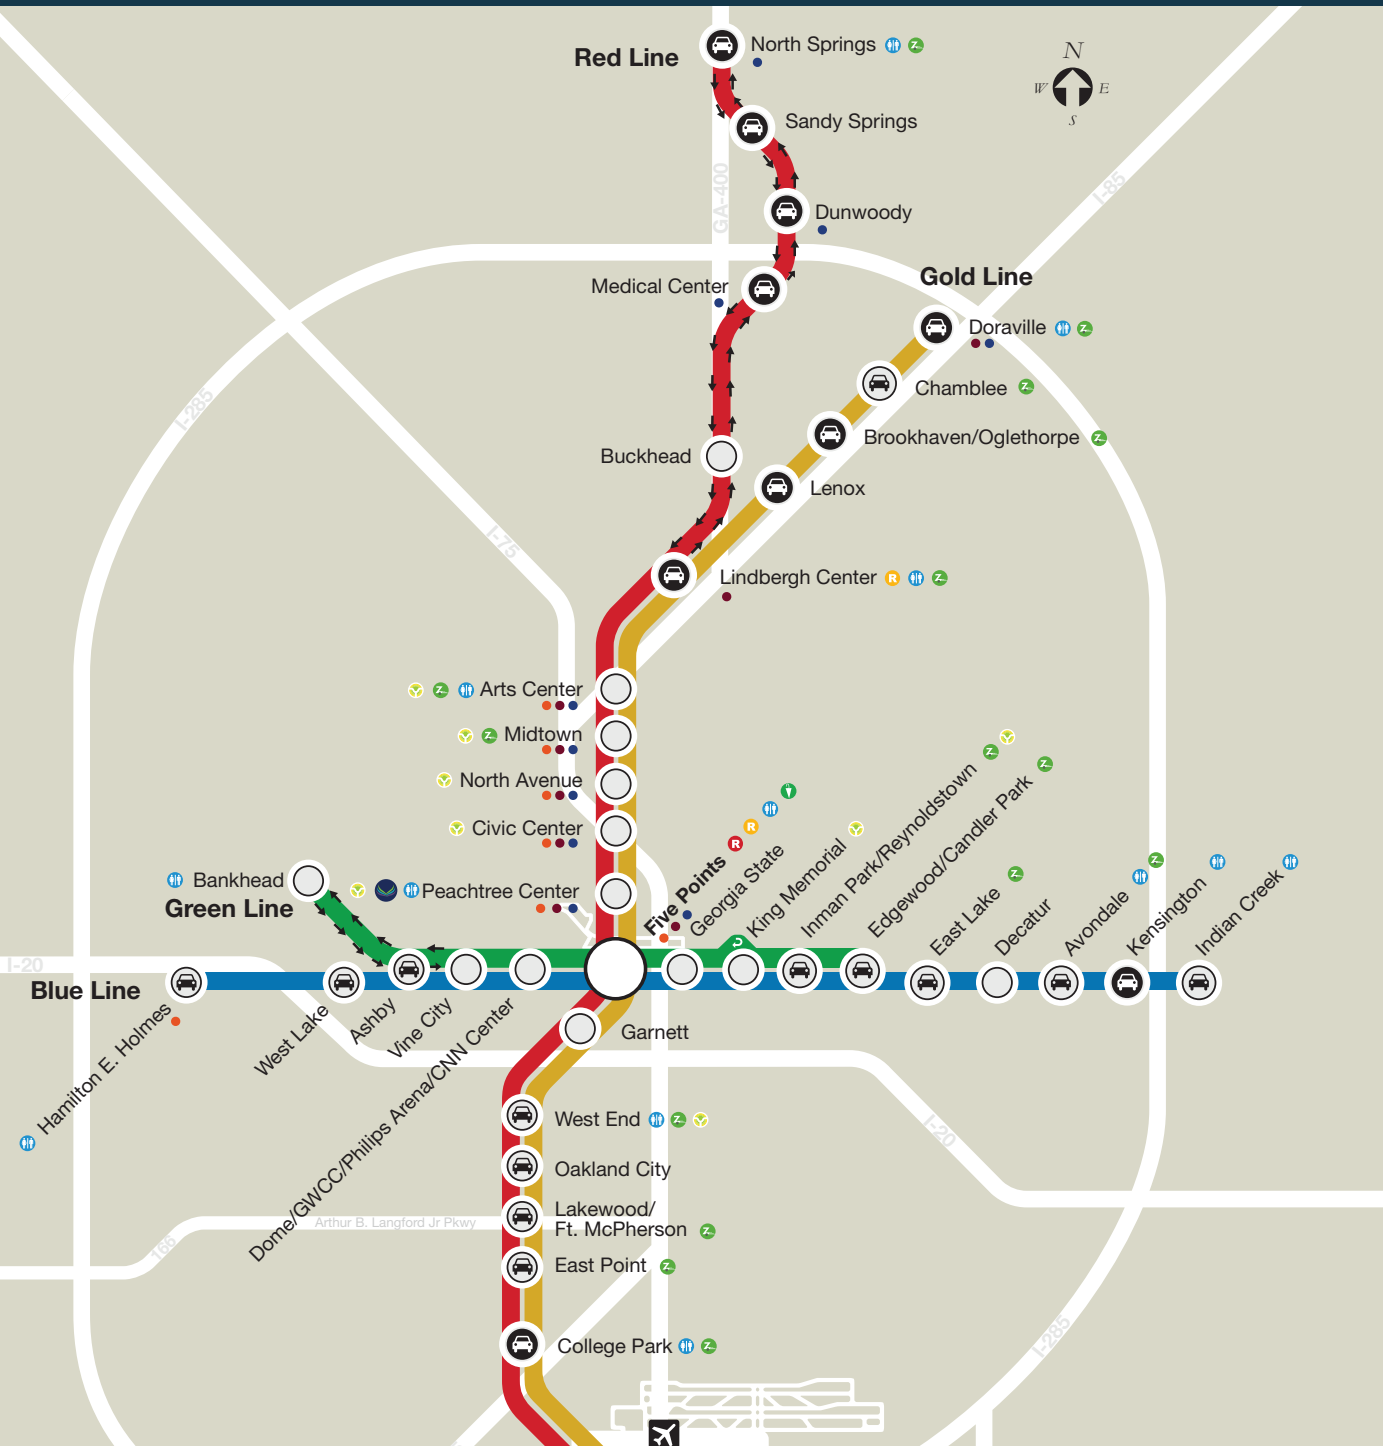 N
W
E
S
Red Line
North Springs
Sandy Springs
GA-400
I-85
Dunwoody
Medical Center
Gold Line
Doraville
Chamblee
I-285
Brookhaven/Oglethorpe
Buckhead
Lenox
I-75
Lindbergh Center
R
Z
Arts Center
Midtown
North Avenue
Civic Center
Peachtree Center
Bankhead
Green Line
Five Points
R
R
Georgia State
King Memorial
Inman Park/Reynoldstown
Edgewood/Candler Park
East Lake
Decatur
Avondale
Kensington
Indian Creek
I-20
Blue Line
Hamilton E. Holmes
West Lake
Ashby
Vine City
Dome/GWCC/Philips Arena/CNN Center
Garnett
West End
Oakland City
Lakewood/
Ft. McPherson
Arthur B. Langford Jr Pkwy
166
East Point
College Park
I-20
I-285